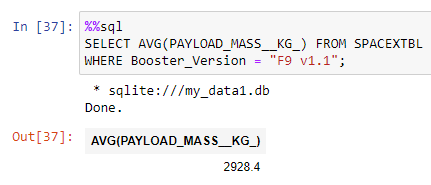 In [37]: %%sql
SELECT AVG(PAYLOAD_MASS__KG_) FROM SPACEXTBL
WHERE Booster_Version = "F9 v1.1";
* sqlite:///my_data1.db
Done.
Out[37]: AVG(PAYLOAD_MASS__KG_)
2928.4